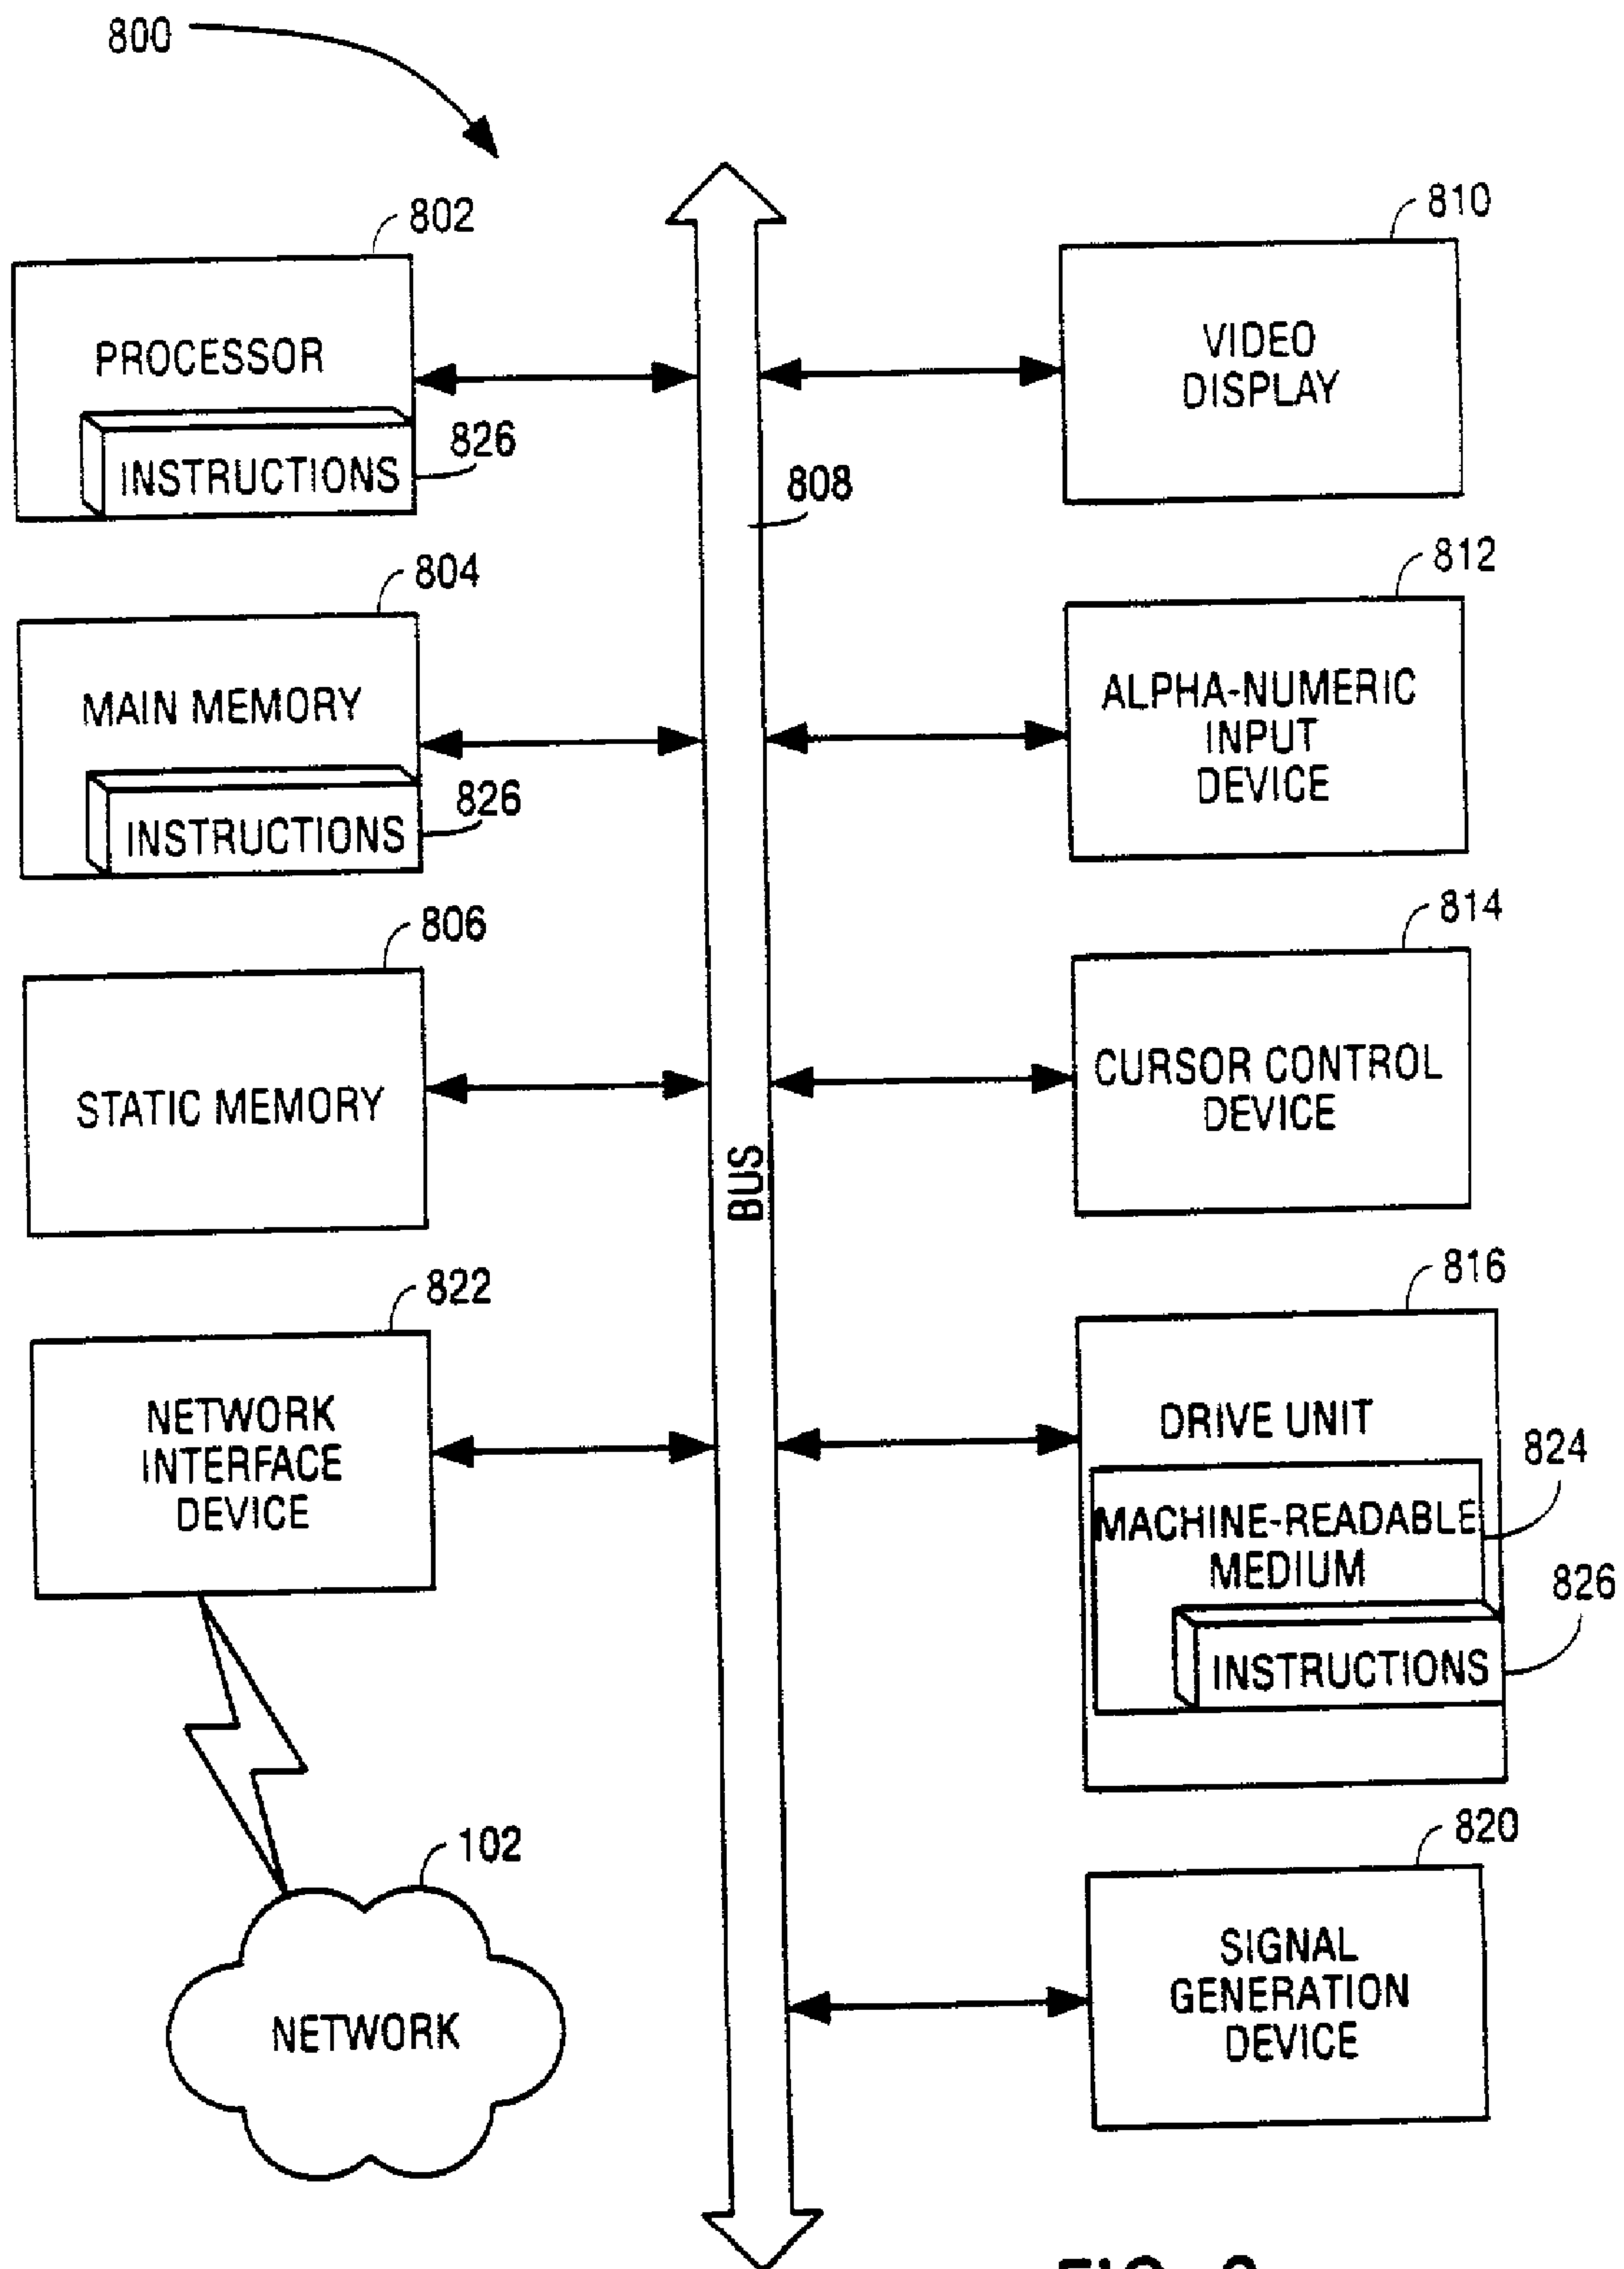 800
802
PROCESSOR
826
INSTRUCTIONS
804
MAIN MEMORY
826
INSTRUCTIONS
806
STATIC MEMORY
822
NETWORK
INTERFACE
DEVICE
102
NETWORK
808
BUS
810
VIDEO
DISPLAY
812
ALPHA-NUMERIC
INPUT
DEVICE
814
CURSOR CONTROL
DEVICE
816
DRIVE UNIT
824
MACHINE-READABLE
MEDIUM
826
INSTRUCTIONS
820
SIGNAL
GENERATION
DEVICE